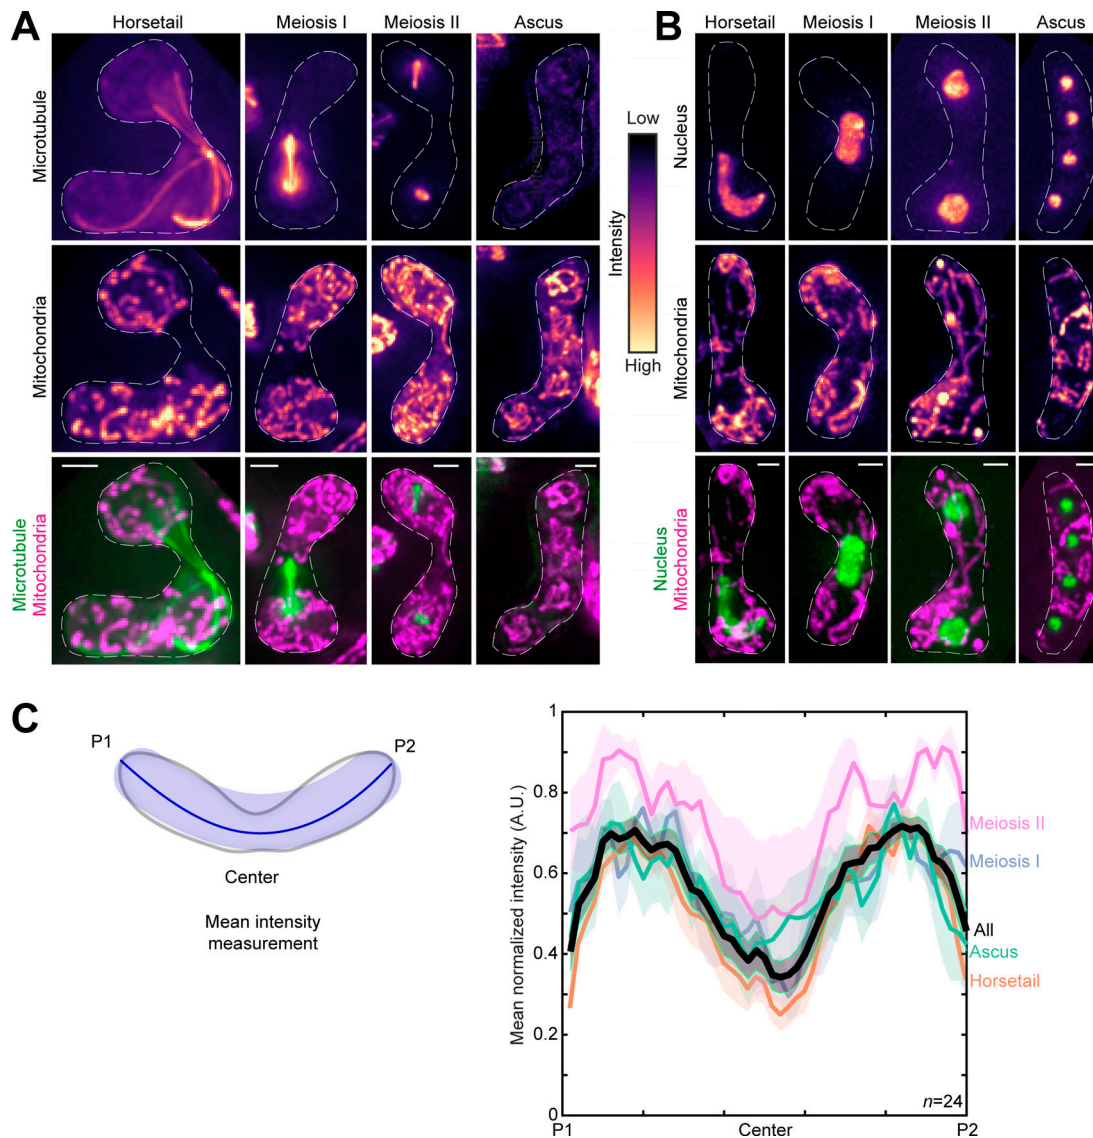 A
Horsetail
Meiosis I
Meiosis II
Ascus
Microtubule
Mitochondria
Microtubule
Mitochondria
Low
Intensity
High
B
Horsetail
Meiosis I
Meiosis II
Ascus
Nucleus
Mitochondria
Nucleus
Mitochondria
C
P1
P2
Center
Mean intensity
measurement
Mean normalized intensity (A.U.)
1
0.8
0.6
0.4
0.2
0
Meiosis II
Meiosis I
All
Ascus
Horsetail
n=24
P1
Center
P2